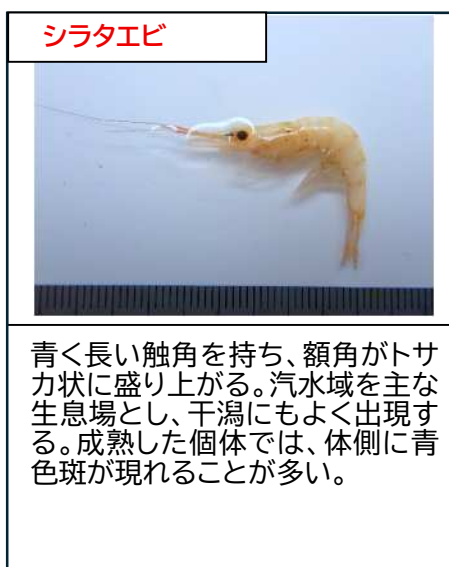 シラタエビ
青く長い触角を持ち、額角がトサ
カ状に盛り上がる。汽水域を主な
生息場とし、干潟にもよく出現す
る。成熟した個体では、体側に青
色斑が現れることが多い。